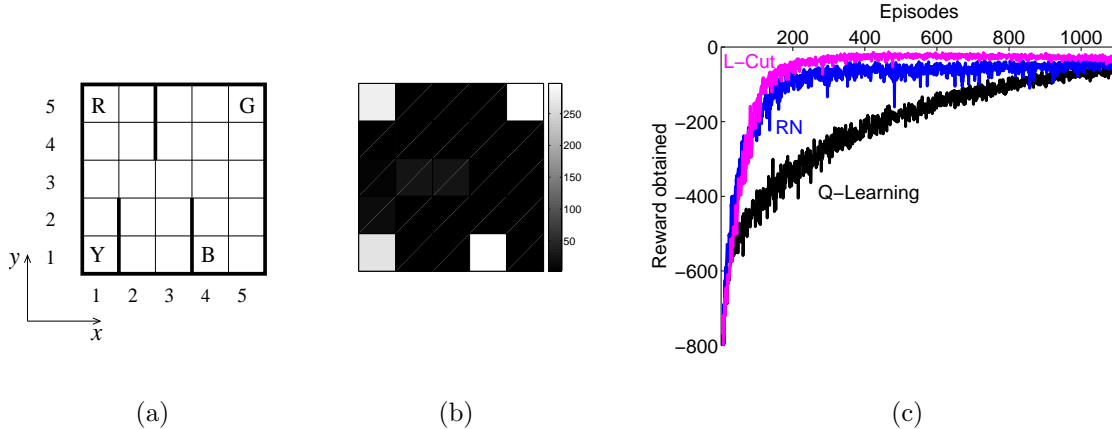 R G
Y B
5
4
3
2
1
1 2 3 4 5
y
x
(a)
250
200
150
100
50
(b)
Episodes
200 400 600 800 1000
0
−200
−400
−600
−800
Reward obtained
L−Cut
RN
Q−Learning
(c)